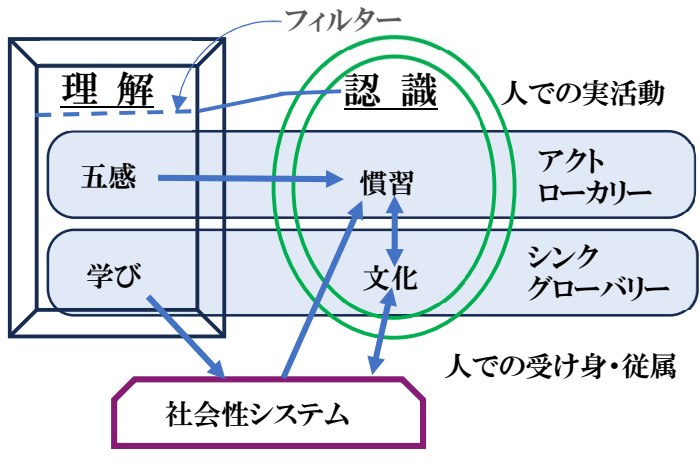 フィルター
理 解
認 識
人での実活動
五感
慣習
アクト
ローカリー
学び
文化
シンク
グローバリー
人での受け身・従属
社会性システム